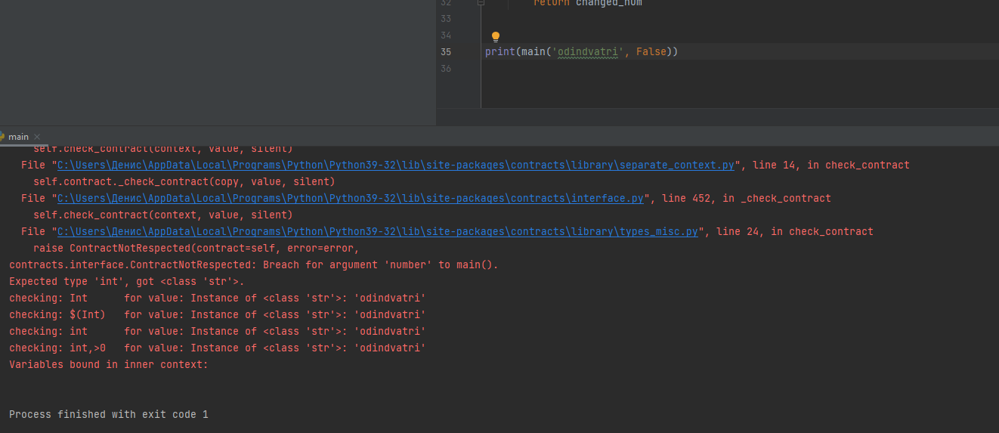 32 return changed_num
33
34
35 print(main('odindvatri', False))
36
main
self.check_contract(context, value, silent)
File "C:\Users\Денис\AppData\Local\Programs\Python\Python39-32\lib\site-packages\contracts\library\separate_context.py", line 14, in check_contract
self.contract._check_contract(copy, value, silent)
File "C:\Users\Денис\AppData\Local\Programs\Python\Python39-32\lib\site-packages\contracts\interface.py", line 452, in _check_contract
self.check_contract(context, value, silent)
File "C:\Users\Денис\AppData\Local\Programs\Python\Python39-32\lib\site-packages\contracts\library\types_misc.py", line 24, in check_contract
raise ContractNotRespected(contract=self, error=error,
contracts.interface.ContractNotRespected: Breach for argument 'number' to main().
Expected type 'int', got <class 'str'>.
checking: Int      for value: Instance of <class 'str'>: 'odindvatri'
checking: $(Int)   for value: Instance of <class 'str'>: 'odindvatri'
checking: int      for value: Instance of <class 'str'>: 'odindvatri'
checking: int,>0   for value: Instance of <class 'str'>: 'odindvatri'
Variables bound in inner context:
Process finished with exit code 1